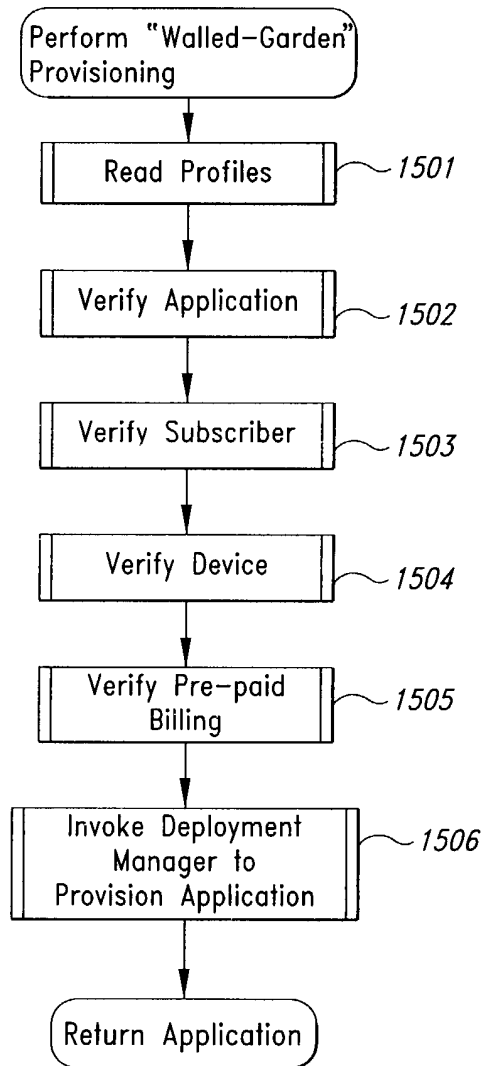 Perform “Walled-Garden”
Provisioning
Read Profiles
1501
Verify Application
1502
Verify Subscriber
1503
Verify Device
1504
Verify Pre-paid
Billing
1505
Invoke Deployment
Manager to
Provision Application
1506
Return Application